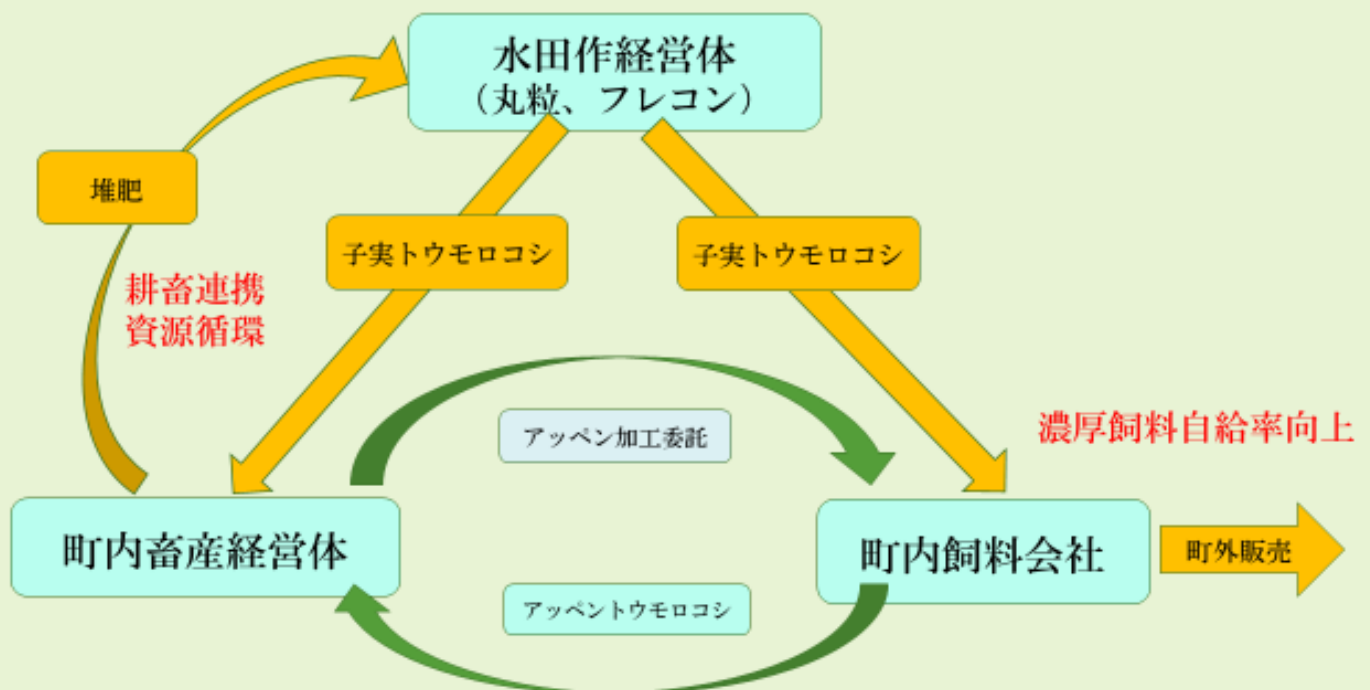 水田作経営体
（丸粒、フレコン）
堆肥
子実トウモロコシ
子実トウモロコシ
耕畜連携
資源循環
アッペン加工委託
濃厚飼料自給率向上
町内畜産経営体
町内飼料会社
町外販売
アッペントウモロコシ